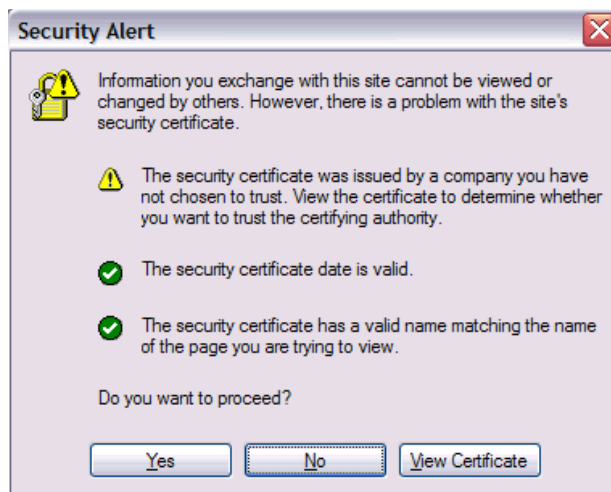 Security Alert
Information you exchange with this site cannot be viewed or
changed by others. However, there is a problem with the site's
security certificate.
The security certificate was issued by a company you have
not chosen to trust. View the certificate to determine whether
you want to trust the certifying authority.
The security certificate date is valid.
The security certificate has a valid name matching the name
of the page you are trying to view.
Do you want to proceed?
Yes No View Certificate